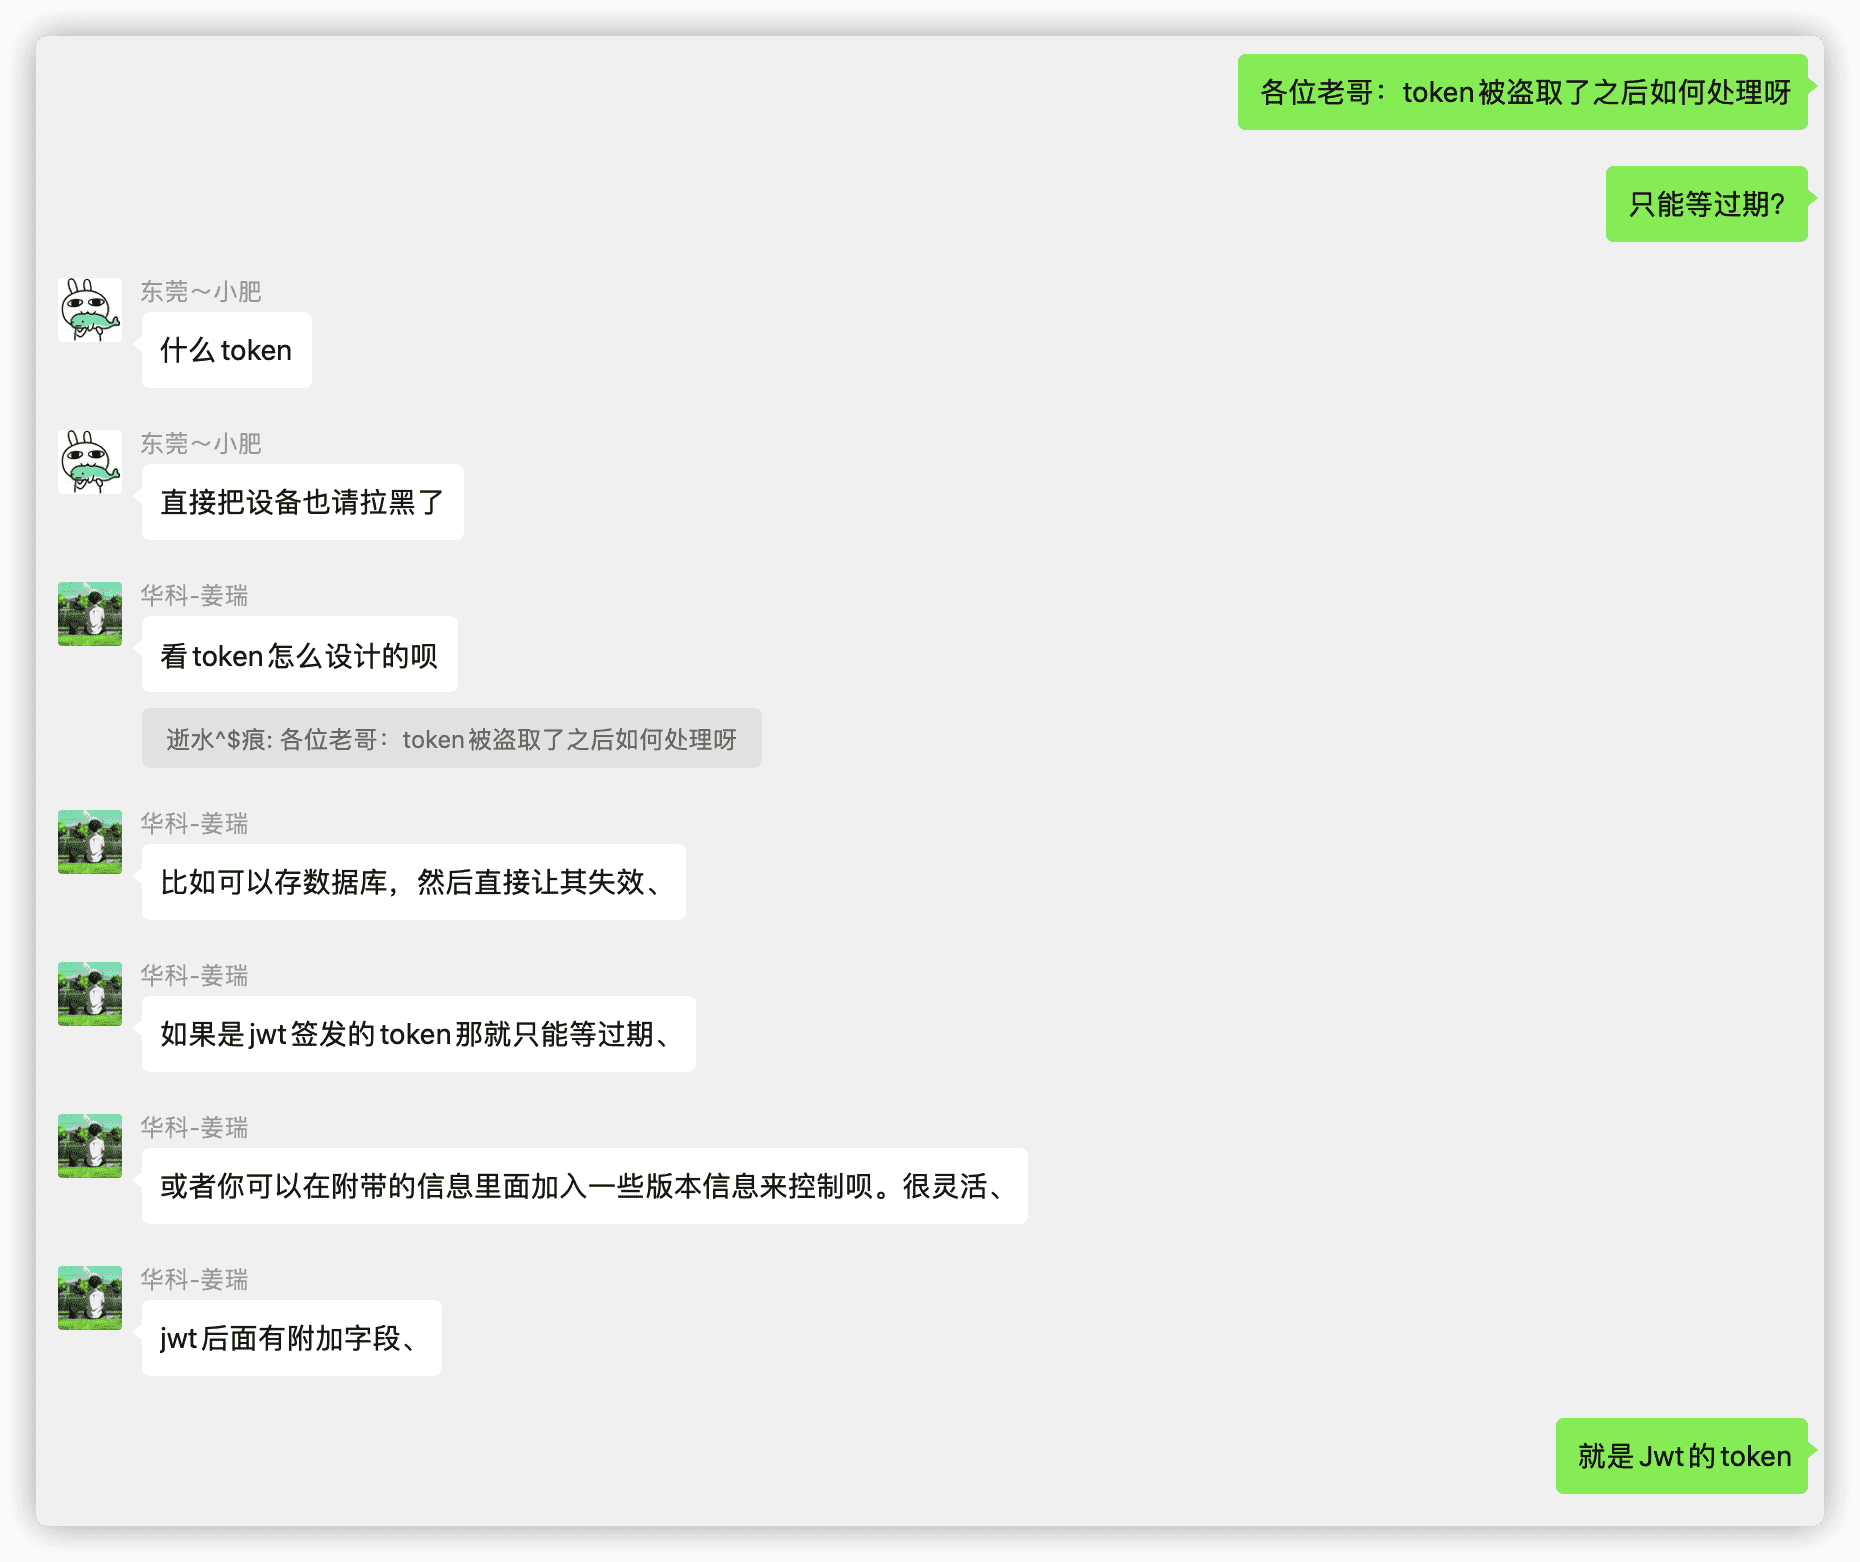 各位老哥：token被盗取了之后如何处理呀
只能等过期？
东莞～小肥
什么token
东莞～小肥
直接把设备也请拉黑了
华科-姜瑞
看token怎么设计的呗
逝水^$痕: 各位老哥：token被盗取了之后如何处理呀
华科-姜瑞
比如可以存数据库，然后直接让其失效、
华科-姜瑞
如果是jwt签发的token那就只能等过期、
华科-姜瑞
或者你可以在附带的信息里面加入一些版本信息来控制呗。很灵活、
华科-姜瑞
jwt后面有附加字段、
就是Jwt的token